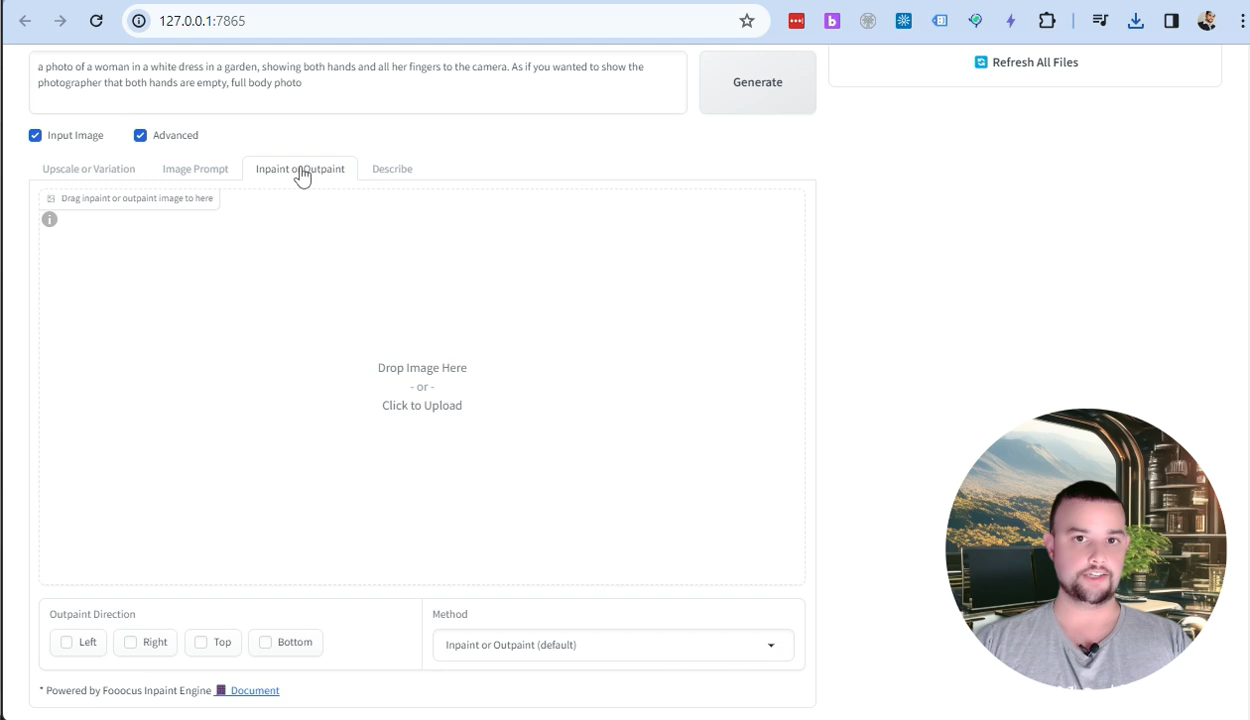 127.0.0.1:7865
a photo of a woman in a white dress in a garden, showing both hands and all her fingers to the camera. As if you wanted to show the
photographer that both hands are empty, full body photo
Generate
Refresh All Files
Input Image
Advanced
Upscale or Variation
Image Prompt
Inpaint or Outpaint
Describe
Drag inpaint or outpaint image to here
Drop Image Here
- or -
Click to Upload
Outpaint Direction
Method
Left
Right
Top
Bottom
Inpaint or Outpaint (default)
* Powered by Fooocus Inpaint Engine
Document